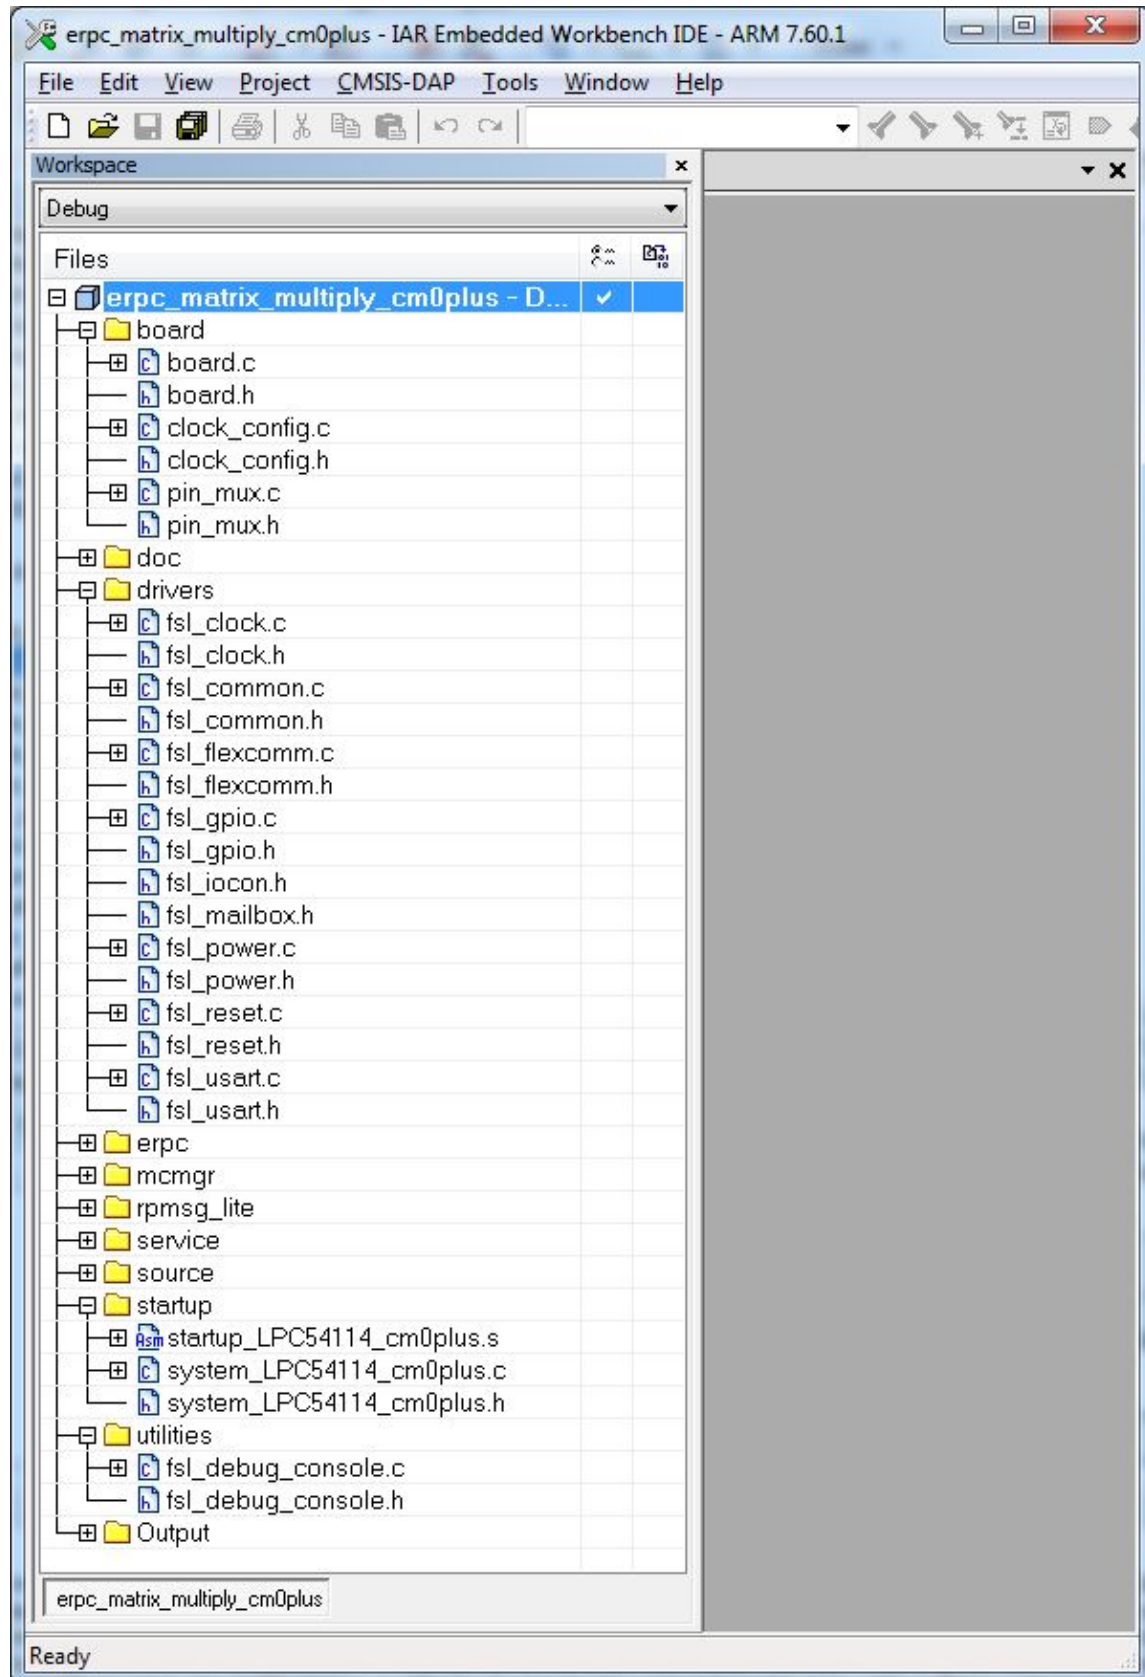 erpc_matrix_multiply_cm0plus - IAR Embedded Workbench IDE - ARM 7.60.1
File Edit View Project CMSIS-DAP Tools Window Help
Workspace
Debug
Files
erpc_matrix_multiply_cm0plus - D...
board
board.c
board.h
clock_config.c
clock_config.h
pin_mux.c
pin_mux.h
doc
drivers
fsl_clock.c
fsl_clock.h
fsl_common.c
fsl_common.h
fsl_flexcomm.c
fsl_flexcomm.h
fsl_gpio.c
fsl_gpio.h
fsl_iocon.h
fsl_mailbox.h
fsl_power.c
fsl_power.h
fsl_reset.c
fsl_reset.h
fsl_usart.c
fsl_usart.h
erpc
mcmgr
rpmsg_lite
service
source
startup
startup_LPC54114_cm0plus.s
system_LPC54114_cm0plus.c
system_LPC54114_cm0plus.h
utilities
fsl_debug_console.c
fsl_debug_console.h
Output
erpc_matrix_multiply_cm0plus
Ready